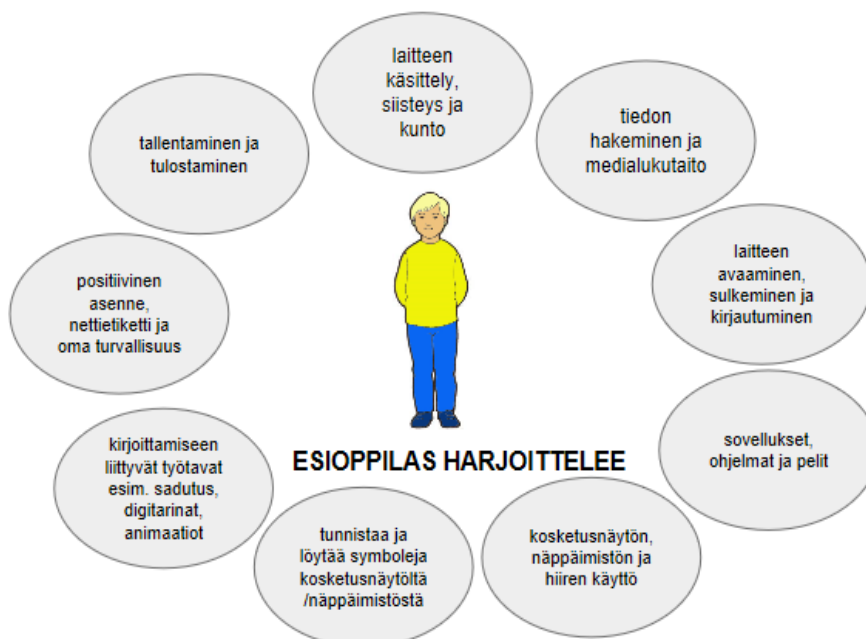 laitteen
käsittely,
siisteys ja
kunto
tiedon
hakeminen ja
medialukutaito
laitteen
avaaminen,
sulkeminen ja
kirjautuminen
sovellukset,
ohjelmat ja pelit
kosketusnäytön,
näppäimistön ja
hiiren käyttö
tunnistaa ja
löytää symboleja
kosketusnäytöltä
/näppäimistöstä
kirjoittamiseen
liittyvät työtavat
esim. sadutus,
digitarinat,
animaatiot
positiivinen
asenne,
nettietiketti ja
oma turvallisuus
tallentaminen ja
tulostaminen
ESIOPPILAS HARJOITTELEE